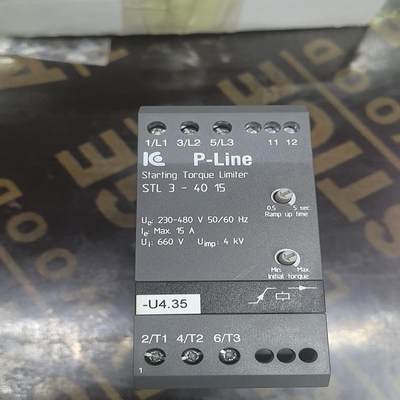 1/L1 3/L2 5/L3 11 12
IC P-Line
Starting Torque Limiter
STL 3 - 40 15
0.5 5 sec.
Ramp up time
Ue: 230-480 V 50/60 Hz
Ie Max. 15 A
Ui: 660 V Uimp: 4 kV
Min. Max.
Initial torque
-U4.35
2/T1 4/T2 6/T3
1